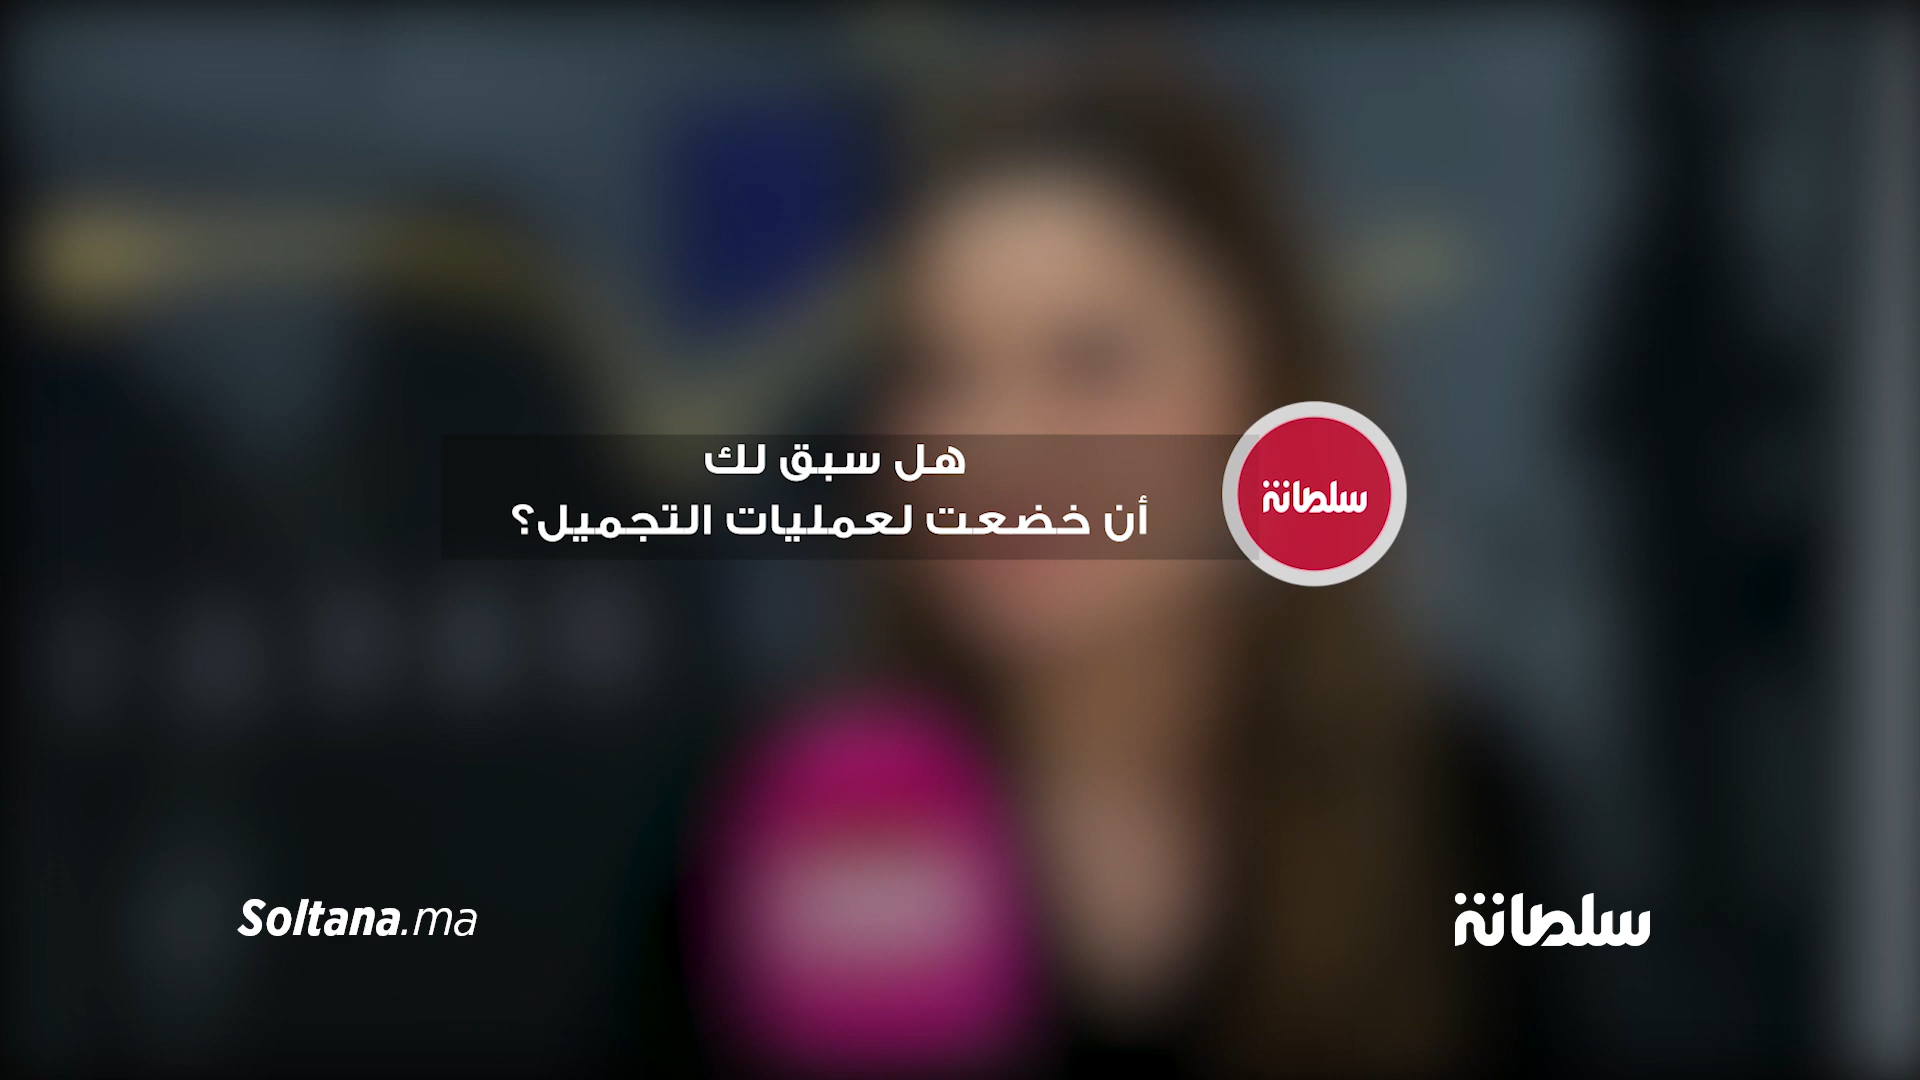 هل سبق لك
أن خضعت لعمليات التجميل؟
سلطانة
Soltana.ma
سلطانة